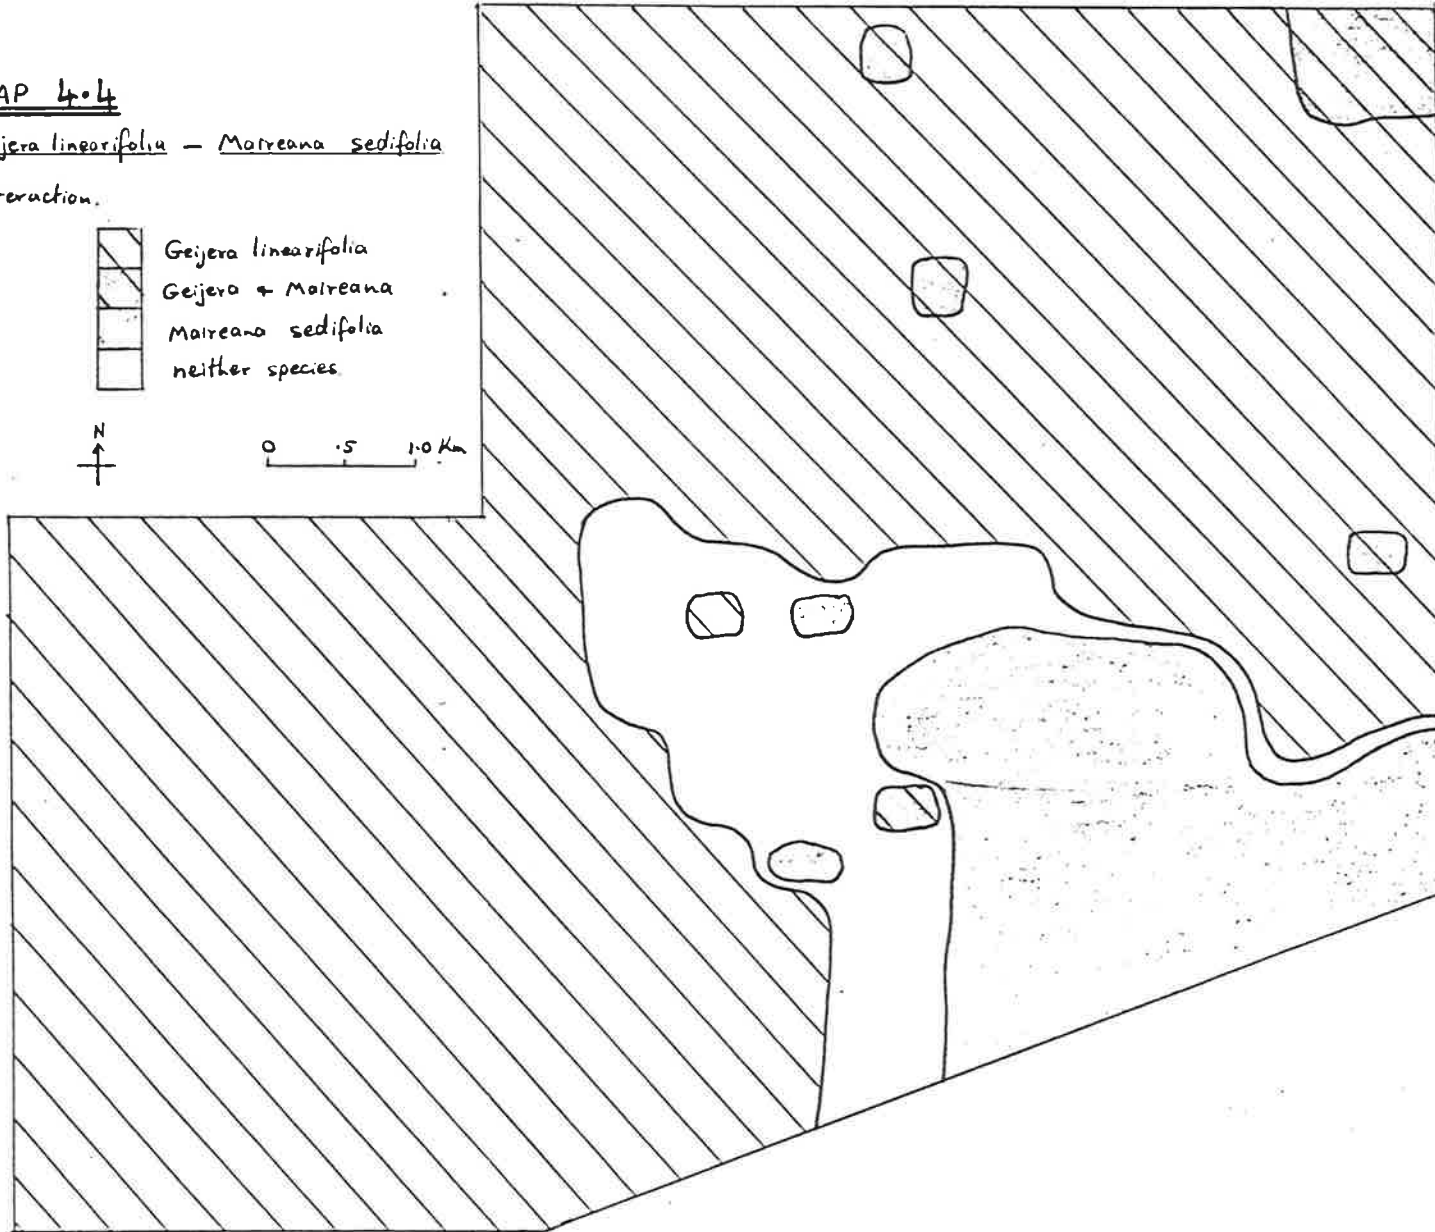 AP 4.4
jera linearifolia – Maireana sedifolia
teraction.
Geijera linearifolia
Geijera + Maireana
Maireana sedifolia
neither species.
N
0 .5 1.0 Km